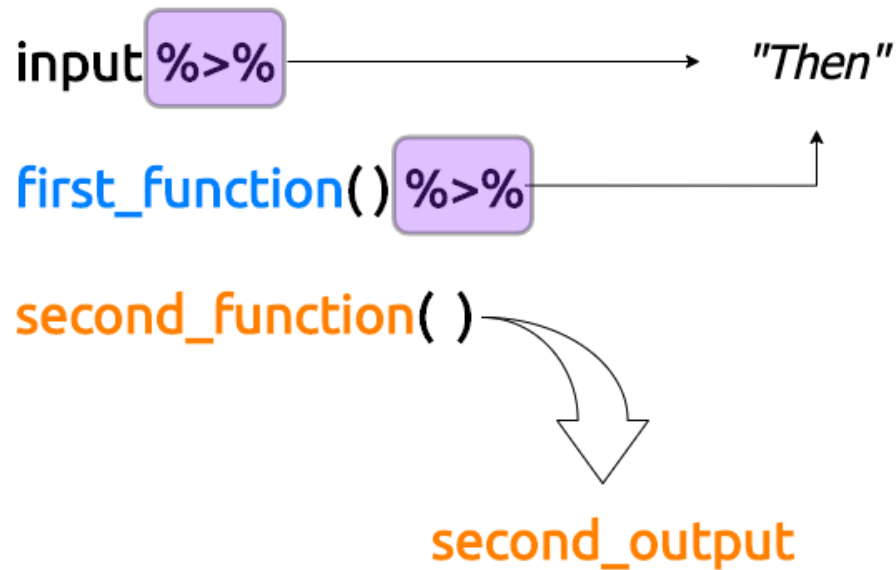 input %>% "Then"
first_function() %>%
second_function( )
second_output